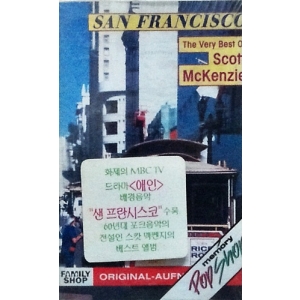 SAN FRANCISCO
The Very Best O
Scott
McKenzie
화제의 MBC TV
드라마 <애인>
배경음악
"샌 프란시스코" 수록
60년대 포크음악의
전설인 스캇 맥켄지의
베스트 앨범
memory
Pop Shop
FAMILY
SHOP
ORIGINAL-AUFN